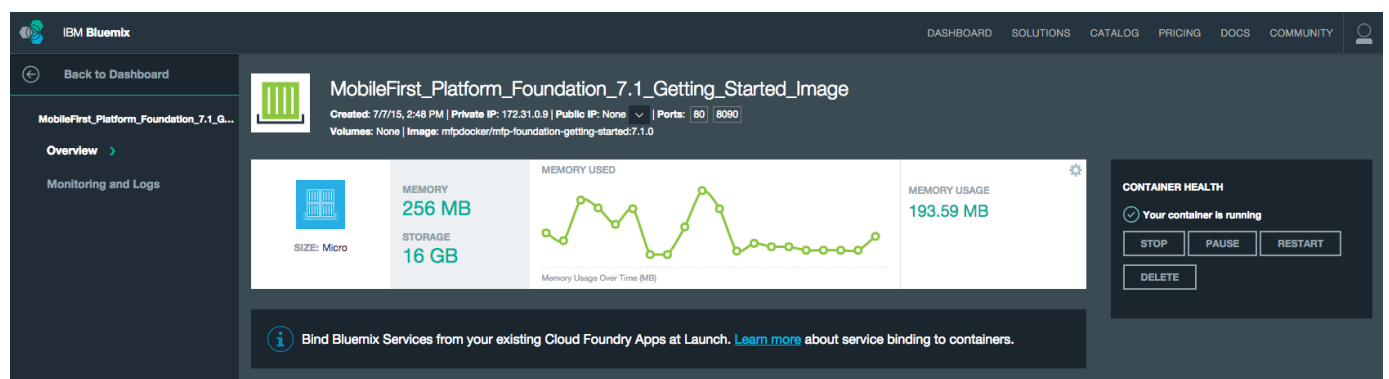 IBM Bluemix
DASHBOARD SOLUTIONS CATALOG PRICING DOCS COMMUNITY
Back to Dashboard
MobileFirst_Platform_Foundation_7.1_G...
Overview
Monitoring and Logs
MobileFirst_Platform_Foundation_7.1_Getting_Started_Image
Created: 7/7/15, 2:48 PM | Private IP: 172.31.0.9 | Public IP: None | Ports: 80 8090
Volumes: None | Image: mfpdocker/mfp-foundation-getting-started:7.1.0
SIZE: Micro
MEMORY
256 MB
STORAGE
16 GB
MEMORY USED
Memory Usage Over Time (MB)
MEMORY USAGE
193.59 MB
CONTAINER HEALTH
Your container is running
STOP PAUSE RESTART
DELETE
Bind Bluemix Services from your existing Cloud Foundry Apps at Launch. Learn more about service binding to containers.